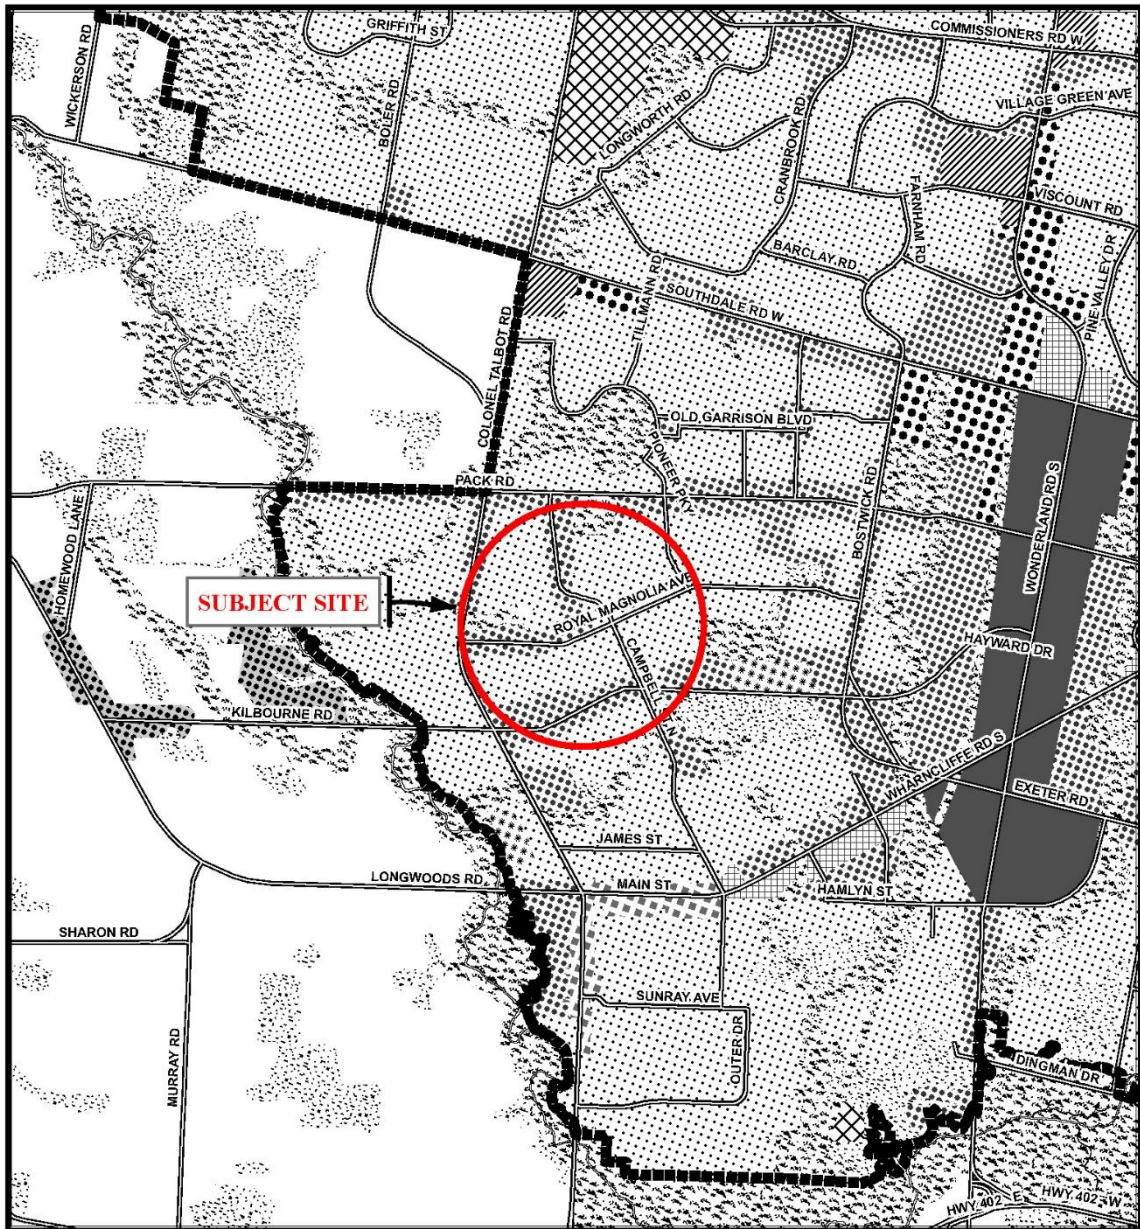 GRIFFITH ST
COMMISSIONERS RD W
WICKERSON RD
BOLER RD
LONGWORTH RD
CRANBROOK RD
VILLAGE GREEN AVE
FARNHAM RD
VISCOUNT RD
BARCLAY RD
PINE VALLEY DR
TILLMANN RD
SOUTHDALE RD W
COLONEL TALBOT RD
OLD GARRISON BLVD
PIONEER PKY
PACK RD
BOSTWICK RD
WONDERLAND RD S
HOMEWOOD LANE
SUBJECT SITE
ROYAL MAGNOLIA AVE
HAYWARD DR
CAMPBELL ST N
KILBOURNE RD
WHARNCLIFFE RD S
EXETER RD
JAMES ST
LONGWOODS RD
MAIN ST
HAMLYN ST
SHARON RD
SUNRAY AVE
MURRAY RD
OUTER DR
DINGMAN DR
HWY 402 E
HWY 402 W